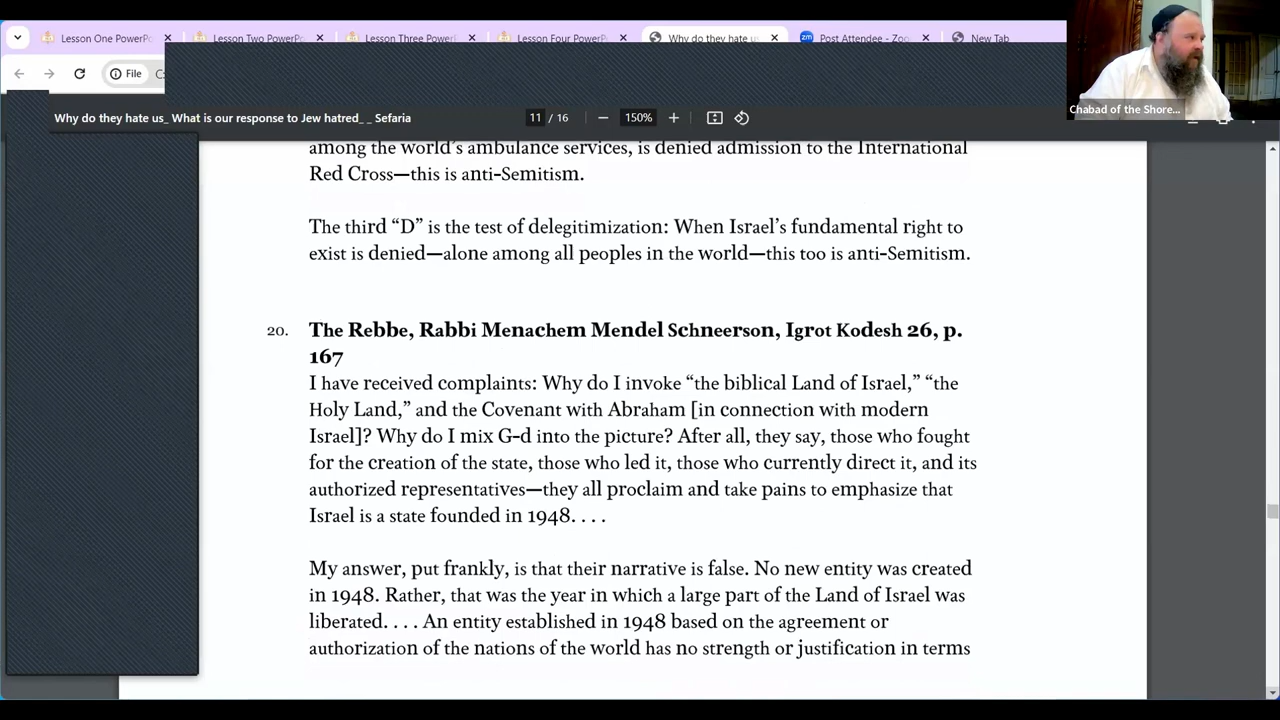 Lesson One PowerP
Lesson Two PowerP
Lesson Three PowerP
Lesson Four PowerP
Why do they hate us
Post Attendee - Zoo
New Tab
File
Chabad of the Shore...
Why do they hate us_ What is our response to Jew hatred_ _ Sefaria
11 / 16
150%
among the world's ambulance services, is denied admission to the International
Red Cross—this is anti-Semitism.
The third “D” is the test of delegitimization: When Israel's fundamental right to
exist is denied—alone among all peoples in the world—this too is anti-Semitism.
20. The Rebbe, Rabbi Menachem Mendel Schneerson, Igrot Kodesh 26, p.
167
I have received complaints: Why do I invoke “the biblical Land of Israel,” “the
Holy Land,” and the Covenant with Abraham [in connection with modern
Israel]? Why do I mix G-d into the picture? After all, they say, those who fought
for the creation of the state, those who led it, those who currently direct it, and its
authorized representatives—they all proclaim and take pains to emphasize that
Israel is a state founded in 1948. . . .
My answer, put frankly, is that their narrative is false. No new entity was created
in 1948. Rather, that was the year in which a large part of the Land of Israel was
liberated. . . . An entity established in 1948 based on the agreement or
authorization of the nations of the world has no strength or justification in terms